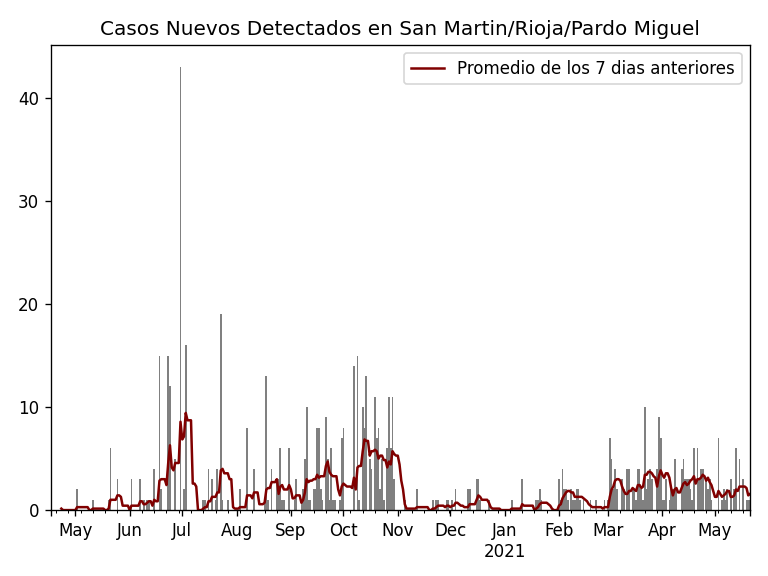 Casos Nuevos Detectados en San Martin/Rioja/Pardo Miguel
Promedio de los 7 dias anteriores
40
30
20
10
0
May Jun Jul Aug Sep Oct Nov Dec Jan Feb Mar Apr May
2021